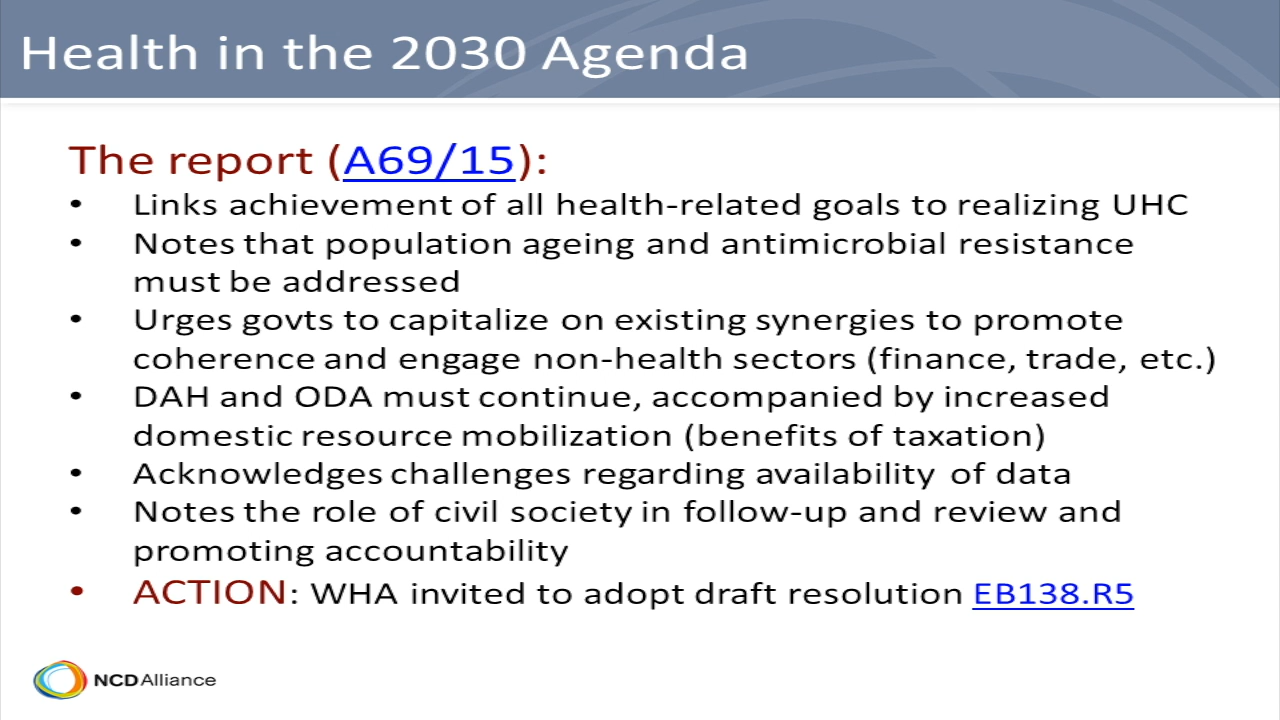 Health in the 2030 Agenda
The report (A69/15):
• Links achievement of all health-related goals to realizing UHC
• Notes that population ageing and antimicrobial resistance
must be addressed
• Urges govts to capitalize on existing synergies to promote
coherence and engage non-health sectors (finance, trade, etc.)
• DAH and ODA must continue, accompanied by increased
domestic resource mobilization (benefits of taxation)
• Acknowledges challenges regarding availability of data
• Notes the role of civil society in follow-up and review and
promoting accountability
• ACTION: WHA invited to adopt draft resolution EB138.R5
NCDAlliance